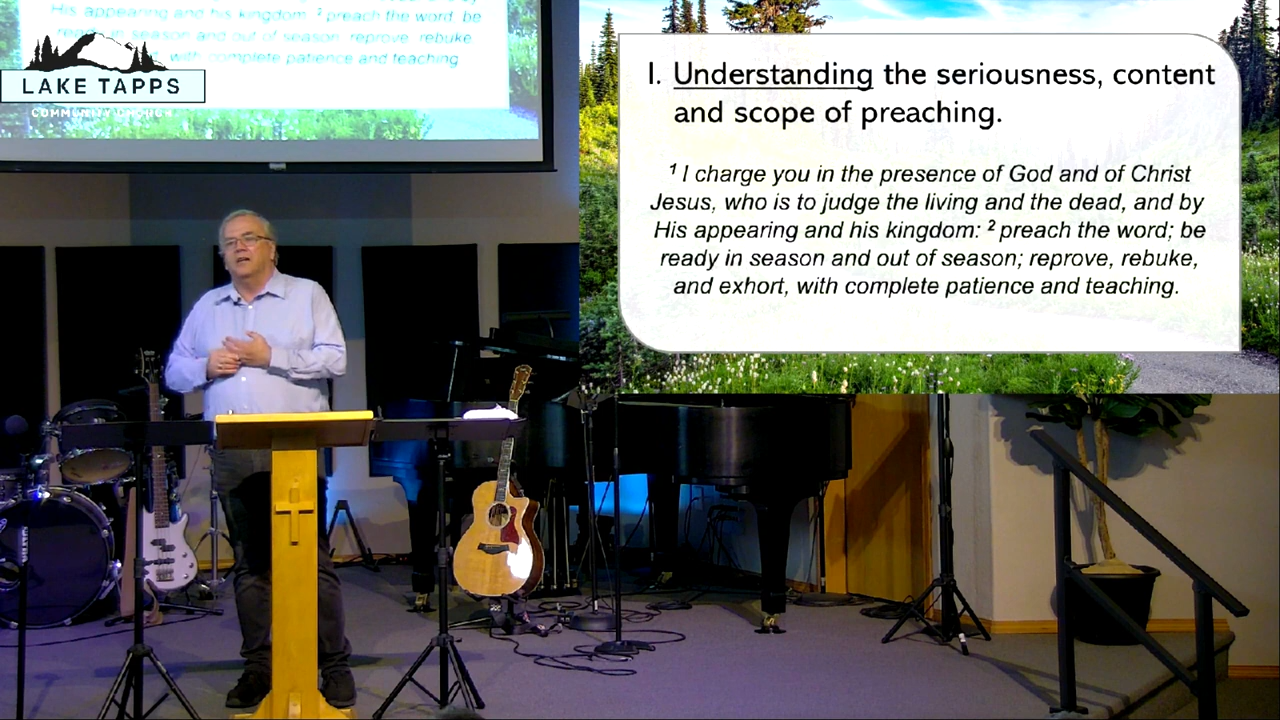 His appearing and his kingdom: ² preach the word; be
ready in season and out of season; reprove, rebuke,
with complete patience and teaching.
LAKE TAPPS
COMMUNITY CHURCH
I. Understanding the seriousness, content
and scope of preaching.
¹ I charge you in the presence of God and of Christ
Jesus, who is to judge the living and the dead, and by
His appearing and his kingdom: ² preach the word; be
ready in season and out of season; reprove, rebuke,
and exhort, with complete patience and teaching.